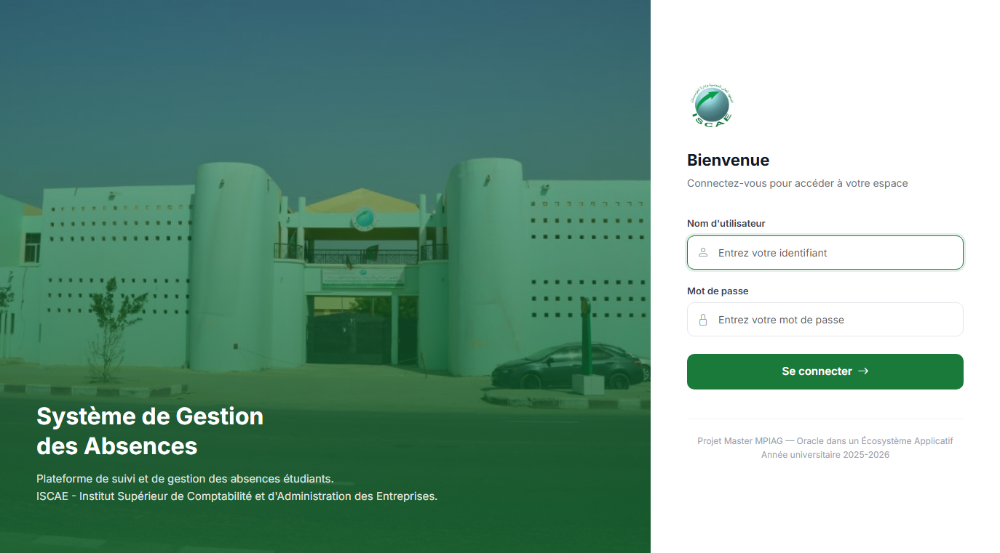 Système de Gestion
des Absences
Plateforme de suivi et de gestion des absences étudiants.
ISCAE - Institut Supérieur de Comptabilité et d'Administration des Entreprises.
ISCAE
Bienvenue
Connectez-vous pour accéder à votre espace
Nom d'utilisateur
Entrez votre identifiant
Mot de passe
Entrez votre mot de passe
Se connecter →
Projet Master MPIAG — Oracle dans un Écosystème Applicatif
Année universitaire 2025-2026